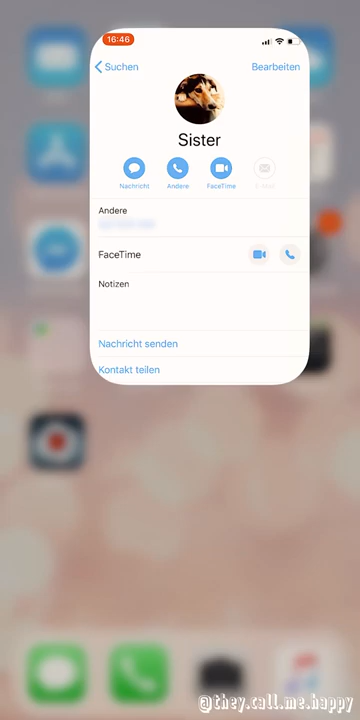 16:46
Suchen
Bearbeiten
Sister
Nachricht
Andere
FaceTime
E-Mail
Andere
FaceTime
Notizen
Nachricht senden
Kontakt teilen
@they.call.me.happy